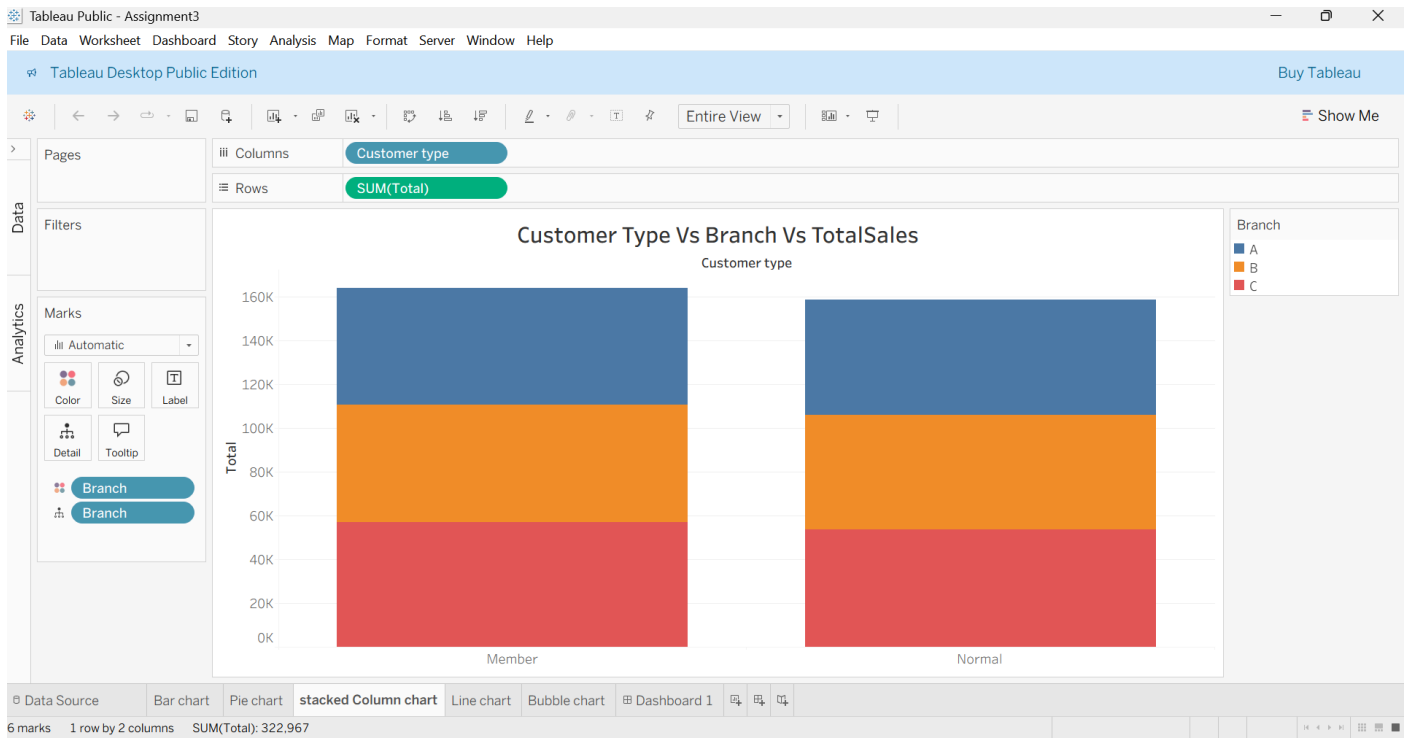 Tableau Public - Assignment3
File Data Worksheet Dashboard Story Analysis Map Format Server Window Help
Tableau Desktop Public Edition
Buy Tableau
Entire View
Show Me
Data
Analytics
Pages
Filters
Marks
Automatic
Color
Size
Label
Detail
Tooltip
Branch
Branch
Columns
Customer type
Rows
SUM(Total)
Customer Type Vs Branch Vs TotalSales
Customer type
160K
140K
120K
100K
80K
60K
40K
20K
0K
Total
Member
Normal
Branch
A
B
C
Data Source
Bar chart
Pie chart
stacked Column chart
Line chart
Bubble chart
Dashboard 1
6 marks
1 row by 2 columns
SUM(Total): 322,967